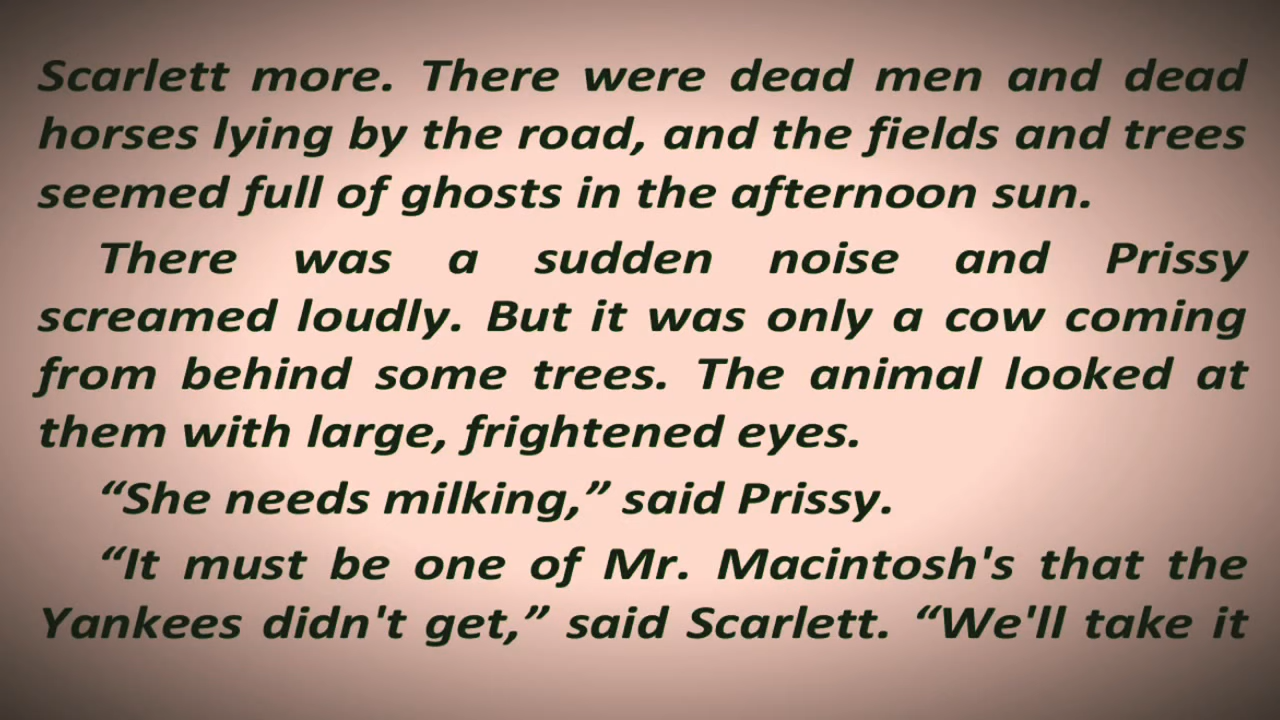 Scarlett more. There were dead men and dead
horses lying by the road, and the fields and trees
seemed full of ghosts in the afternoon sun.
There was a sudden noise and Prissy
screamed loudly. But it was only a cow coming
from behind some trees. The animal looked at
them with large, frightened eyes.
“She needs milking,” said Prissy.
“It must be one of Mr. Macintosh's that the
Yankees didn't get,” said Scarlett. “We'll take it